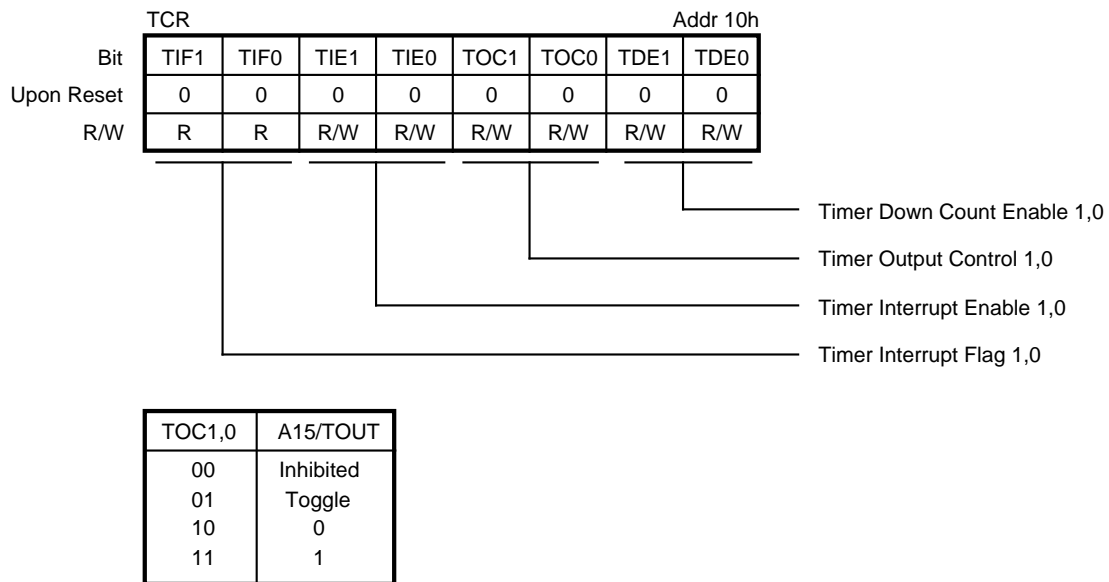 TCR Addr 10h
Bit TIF1 TIF0 TIE1 TIE0 TOC1 TOC0 TDE1 TDE0
Upon Reset 0 0 0 0 0 0 0 0
R/W R R R/W R/W R/W R/W R/W R/W
Timer Down Count Enable 1,0
Timer Output Control 1,0
Timer Interrupt Enable 1,0
Timer Interrupt Flag 1,0
TOC1,0 A15/TOUT
00 Inhibited
01 Toggle
10 0
11 1